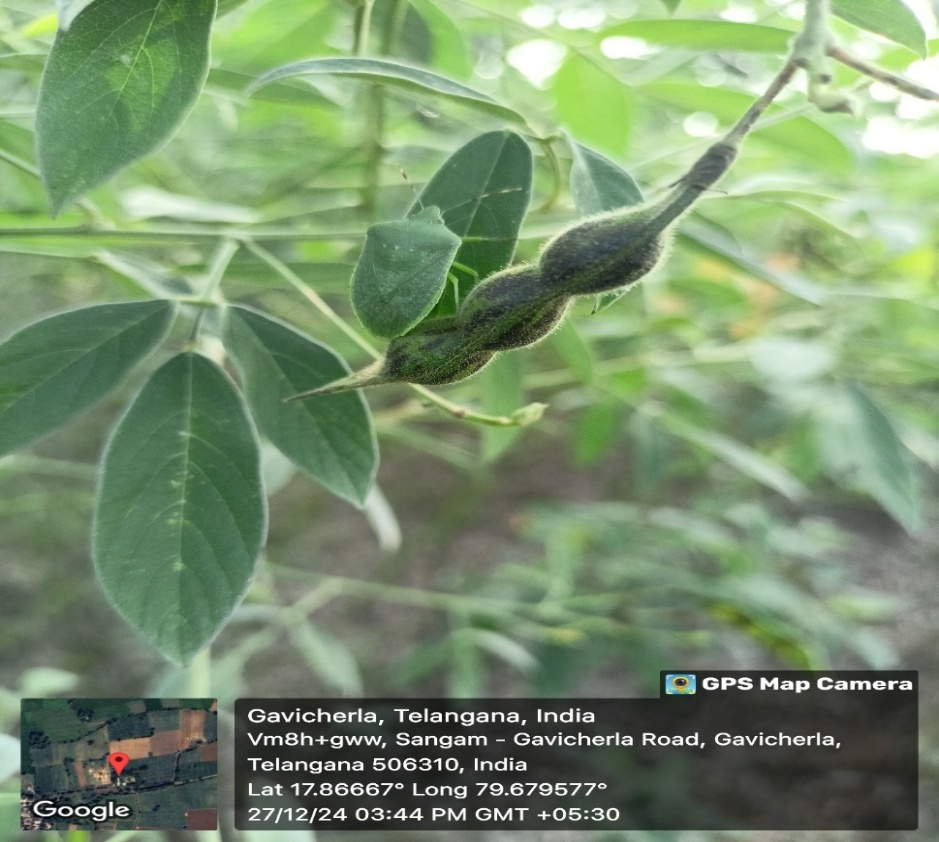 GPS Map Camera
Gavicherla, Telangana, India
Vm8h+gww, Sangam - Gavicherla Road, Gavicherla,
Telangana 506310, India
Lat 17.86667° Long 79.679577°
27/12/24 03:44 PM GMT +05:30
Google